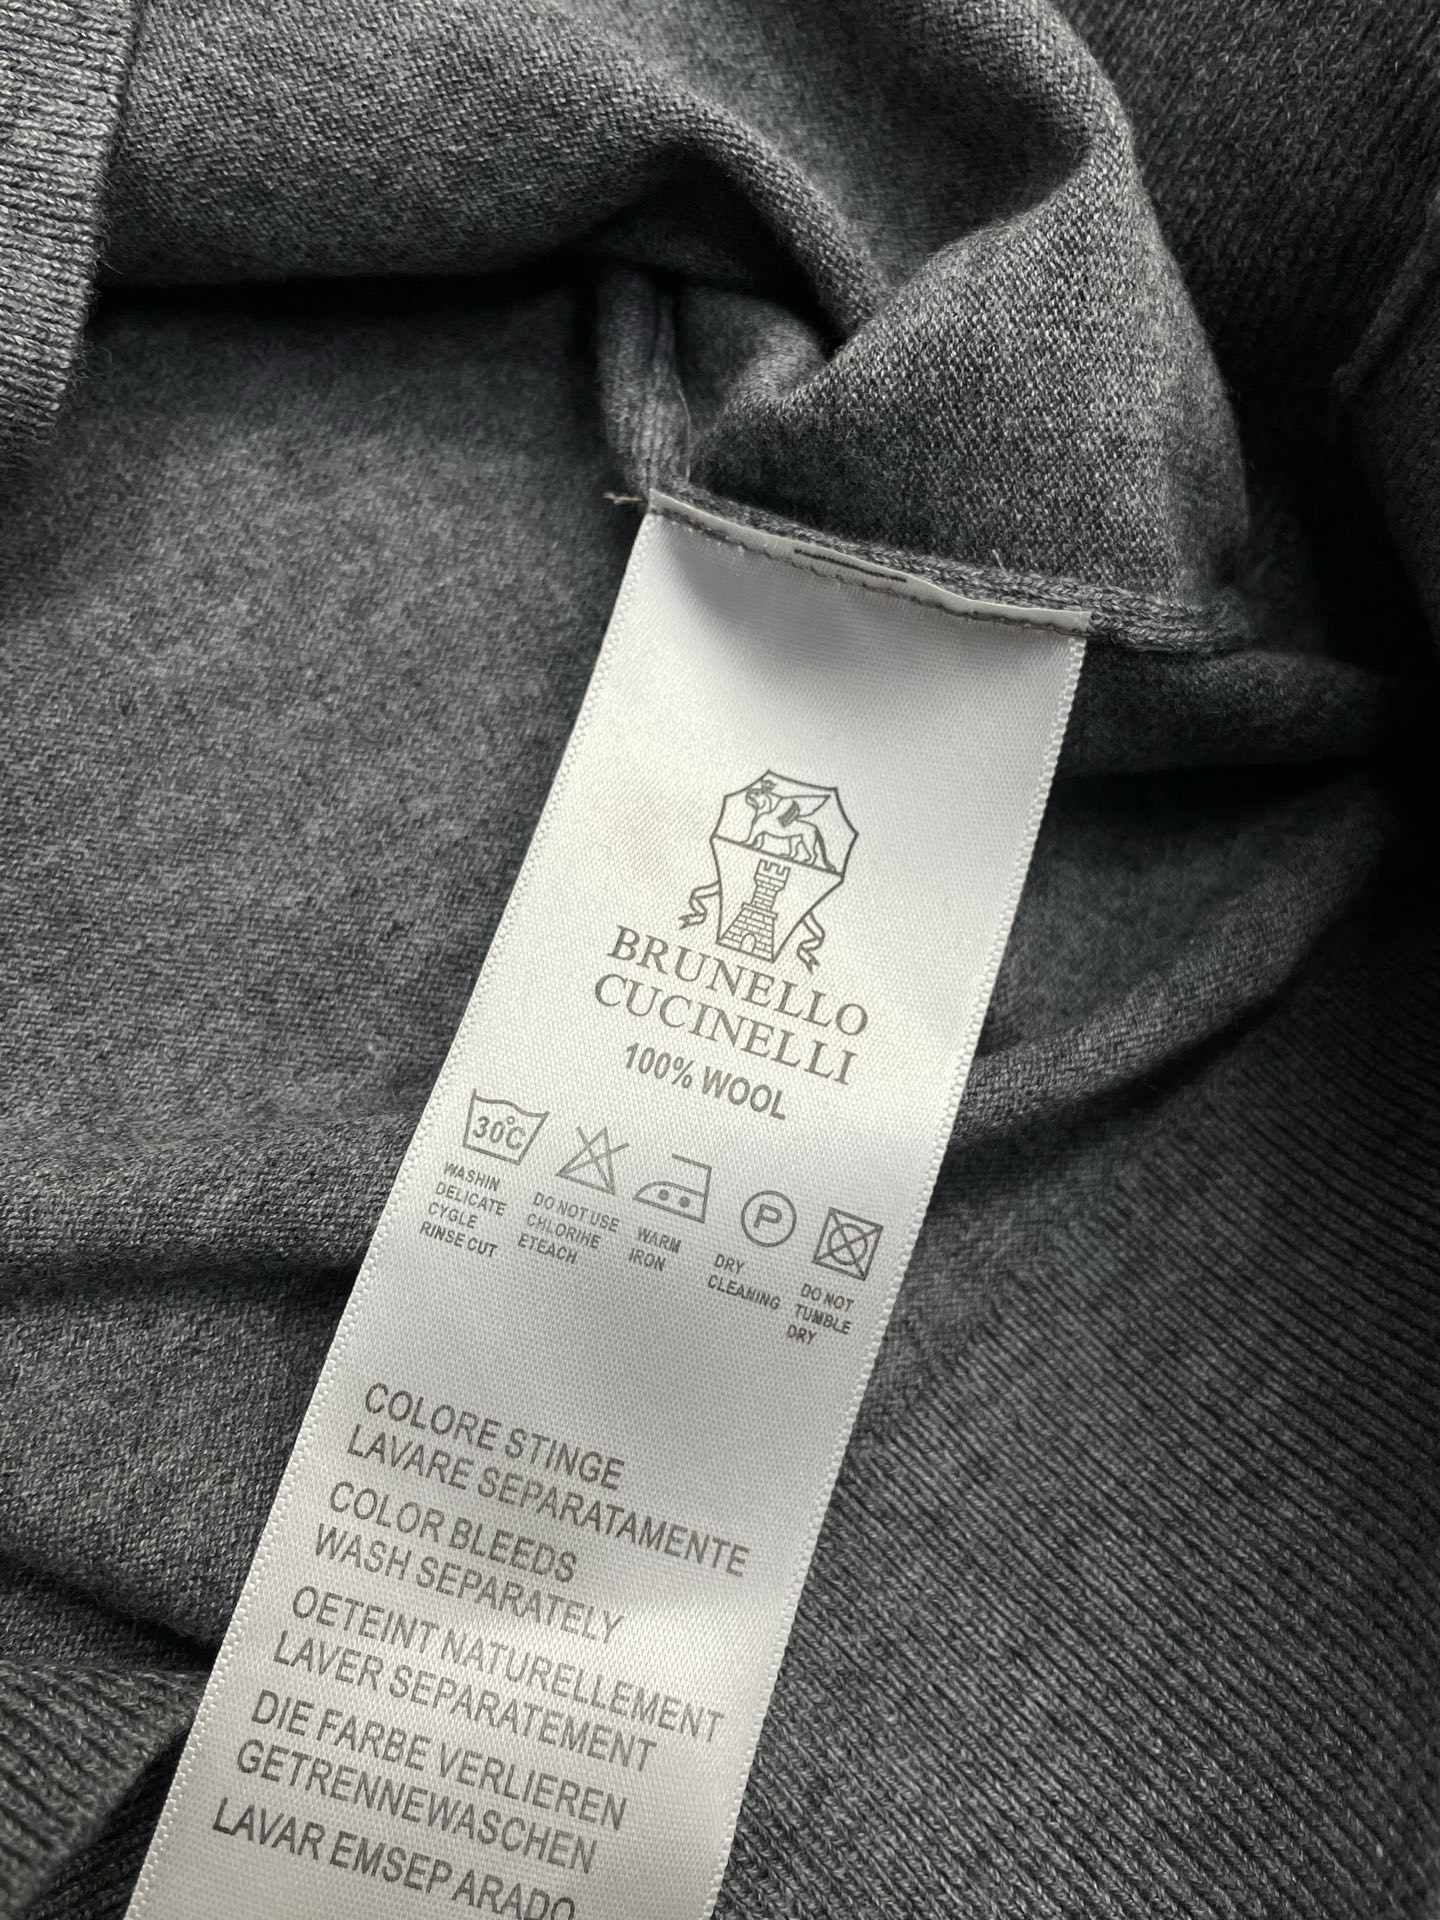 BRUNELLO
CUCINELLI
100% WOOL
30°C
P
WASHIN
DELICATE
CYGLE
RINSE CUT
DO NOT USE
CHLORIHE
ETEACH
WARM
IRON
DRY
CLEANING
DO NOT
TUMBLE
DRY
COLORE STINGE
LAVARE SEPARATAMENTE
COLOR BLEEDS
WASH SEPARATELY
OETEINT NATURELLEMENT
LAVER SEPARATEMENT
DIE FARBE VERLIEREN
GETRENNEWASCHEN
LAVAR EMSEP ARADO